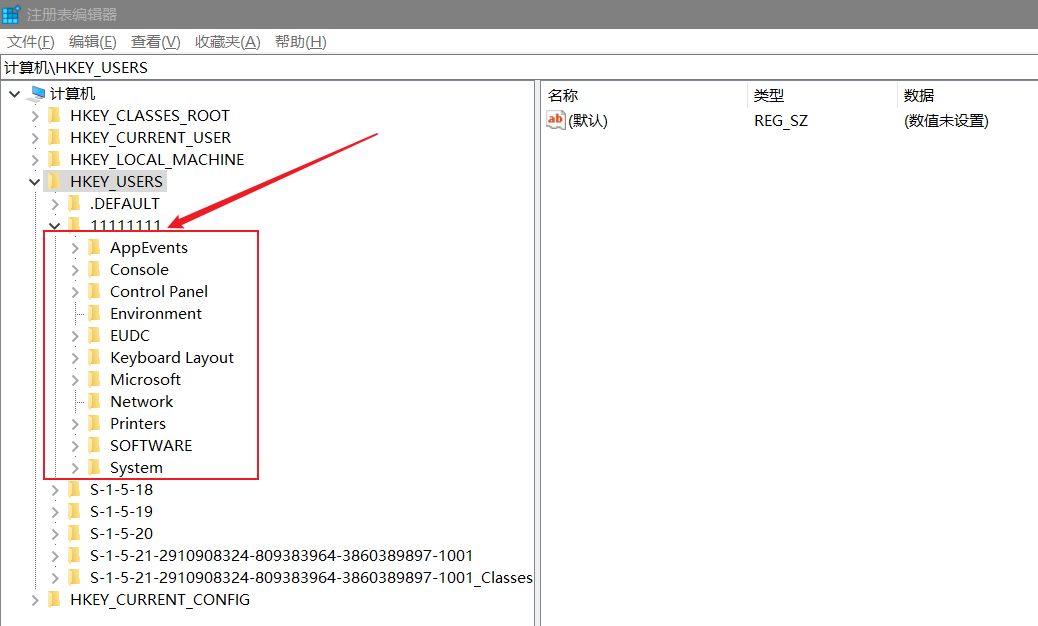 注册表编辑器
文件(F) 编辑(E) 查看(V) 收藏夹(A) 帮助(H)
计算机\HKEY_USERS
计算机
HKEY_CLASSES_ROOT
HKEY_CURRENT_USER
HKEY_LOCAL_MACHINE
HKEY_USERS
.DEFAULT
11111111
AppEvents
Console
Control Panel
Environment
EUDC
Keyboard Layout
Microsoft
Network
Printers
SOFTWARE
System
S-1-5-18
S-1-5-19
S-1-5-20
S-1-5-21-2910908324-809383964-3860389897-1001
S-1-5-21-2910908324-809383964-3860389897-1001_Classes
HKEY_CURRENT_CONFIG
名称 类型 数据
ab (默认) REG_SZ (数值未设置)